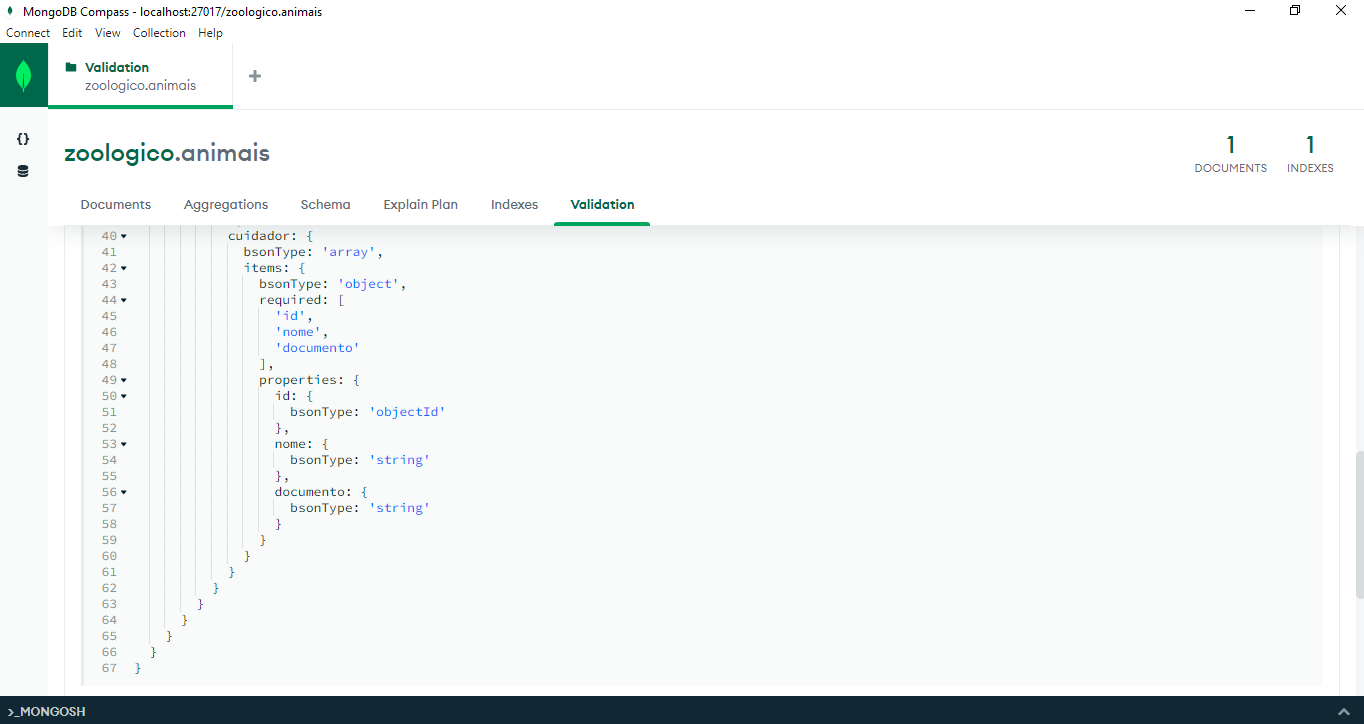 MongoDB Compass - localhost:27017/zoologico.animais
Connect Edit View Collection Help
Validation
zoologico.animais
zoologico.animais
1
DOCUMENTS
1
INDEXES
Documents Aggregations Schema Explain Plan Indexes Validation
40 cuidador: {
41 bsonType: 'array',
42 items: {
43 bsonType: 'object',
44 required: [
45 'id',
46 'nome',
47 'documento'
48 ],
49 properties: {
50 id: {
51 bsonType: 'objectId'
52 },
53 nome: {
54 bsonType: 'string'
55 },
56 documento: {
57 bsonType: 'string'
58 }
59 }
60 }
61 }
62 }
63 }
64 }
65 }
66 }
67 }
>_MONGOSH